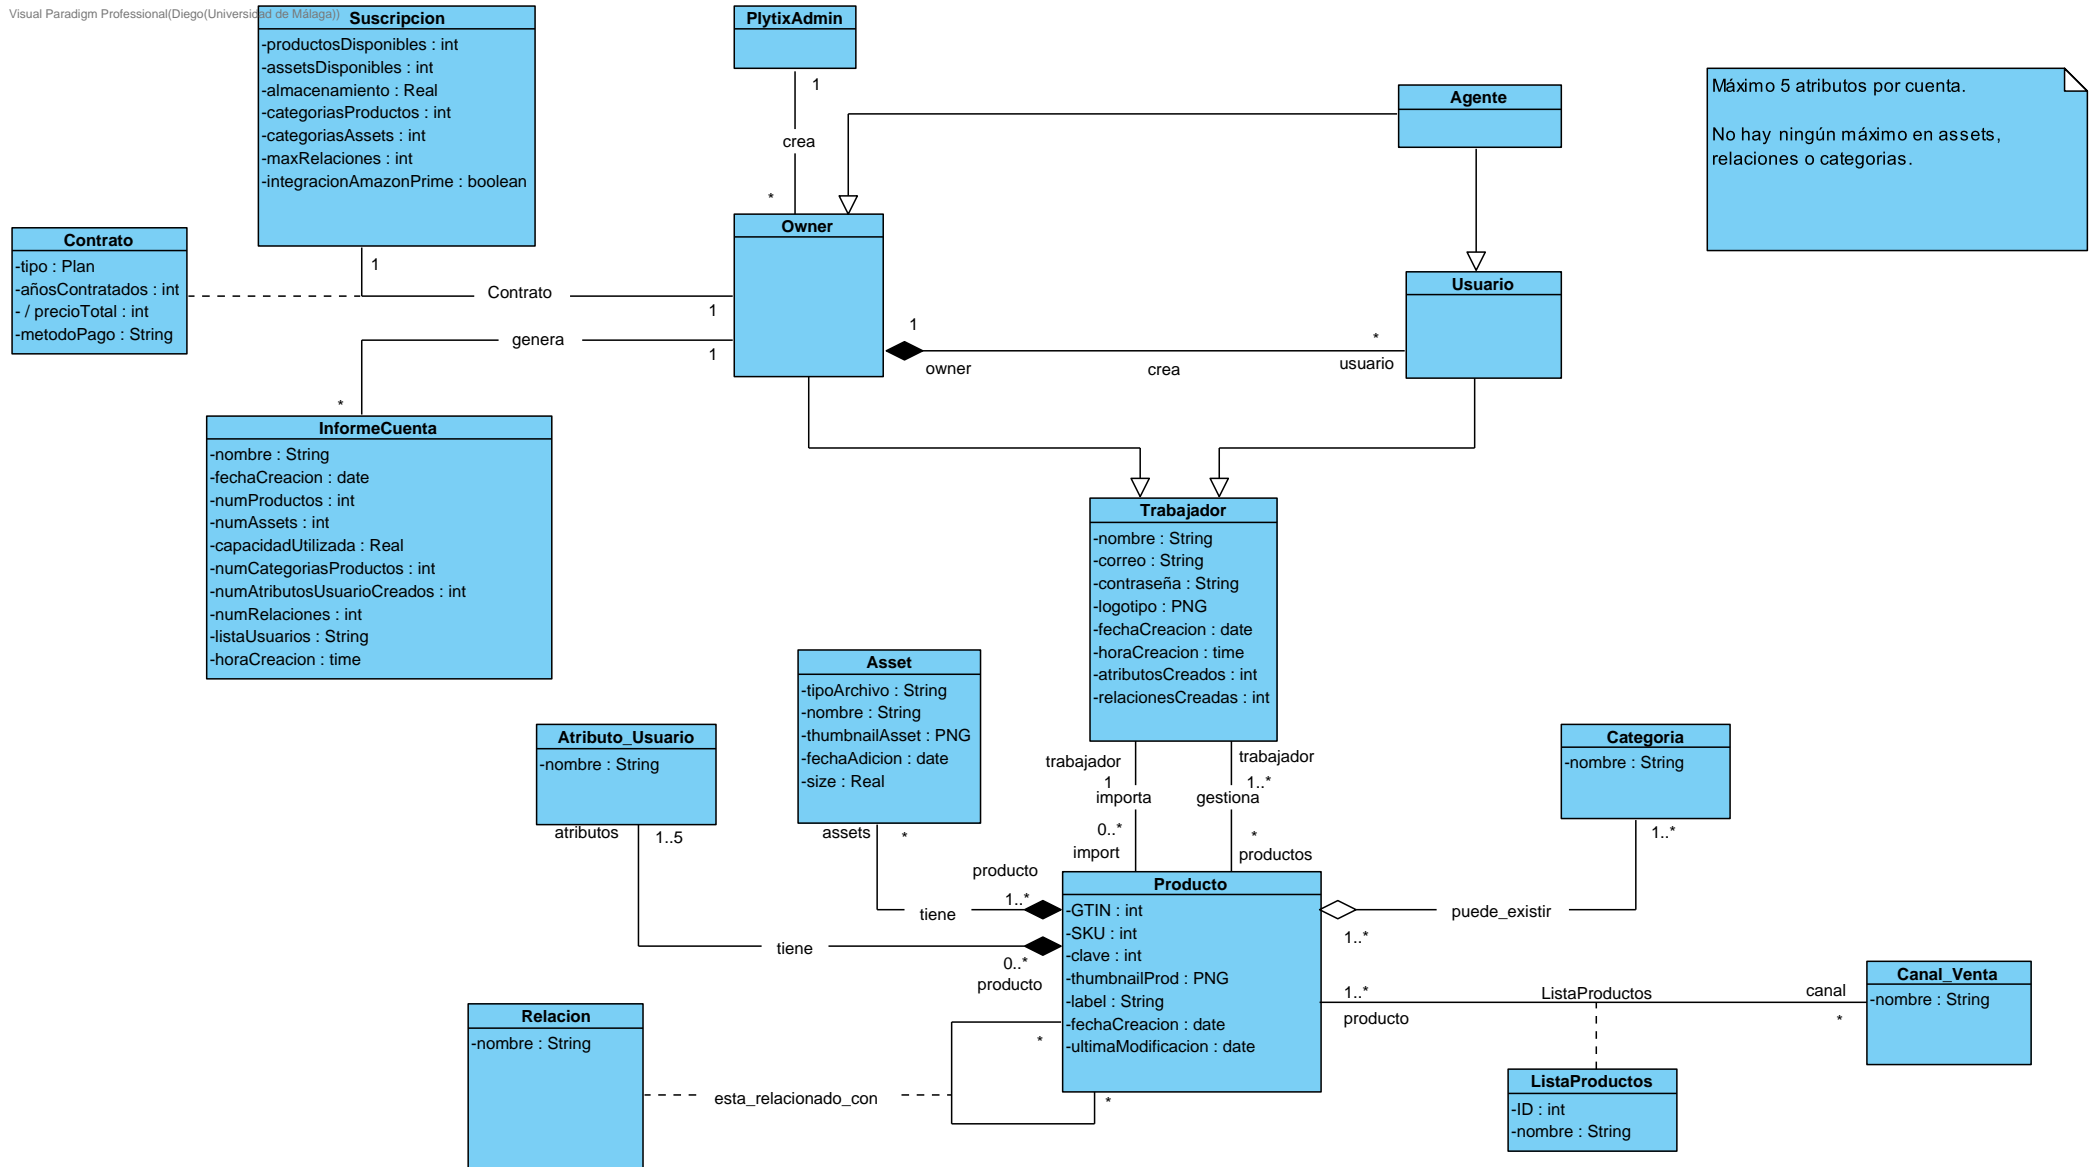 Visual Paradigm Professional(Diego(Universidad de Málaga))
Suscripcion
-productosDisponibles : int
-assetsDisponibles : int
-almacenamiento : Real
-categoriasProductos : int
-categoriasAssets : int
-maxRelaciones : int
-integracionAmazonPrime : boolean
PlytixAdmin
1
crea
*
Agente
Máximo 5 atributos por cuenta.
No hay ningún máximo en assets,
relaciones o categorias.
Contrato
-tipo : Plan
-añosContratados : int
- / precioTotal : int
-metodoPago : String
1
Contrato
1
genera
1
*
Owner
1
owner
crea
*
usuario
Usuario
InformeCuenta
-nombre : String
-fechaCreacion : date
-numProductos : int
-numAssets : int
-capacidadUtilizada : Real
-numCategoriasProductos : int
-numAtributosUsuarioCreados : int
-numRelaciones : int
-listaUsuarios : String
-horaCreacion : time
Trabajador
-nombre : String
-correo : String
-contraseña : String
-logotipo : PNG
-fechaCreacion : date
-horaCreacion : time
-atributosCreados : int
-relacionesCreadas : int
Asset
-tipoArchivo : String
-nombre : String
-thumbnailAsset : PNG
-fechaAdicion : date
-size : Real
Atributo_Usuario
-nombre : String
Categoria
-nombre : String
trabajador
1
importa
0..*
import
trabajador
1..*
gestiona
*
productos
atributos
1..5
assets
*
1..*
producto
1..*
tiene
tiene
0..*
producto
Producto
-GTIN : int
-SKU : int
-clave : int
-thumbnailProd : PNG
-label : String
-fechaCreacion : date
-ultimaModificacion : date
puede_existir
1..*
1..*
producto
ListaProductos
canal
*
Canal_Venta
-nombre : String
Relacion
-nombre : String
*
esta_relacionado_con
*
ListaProductos
-ID : int
-nombre : String